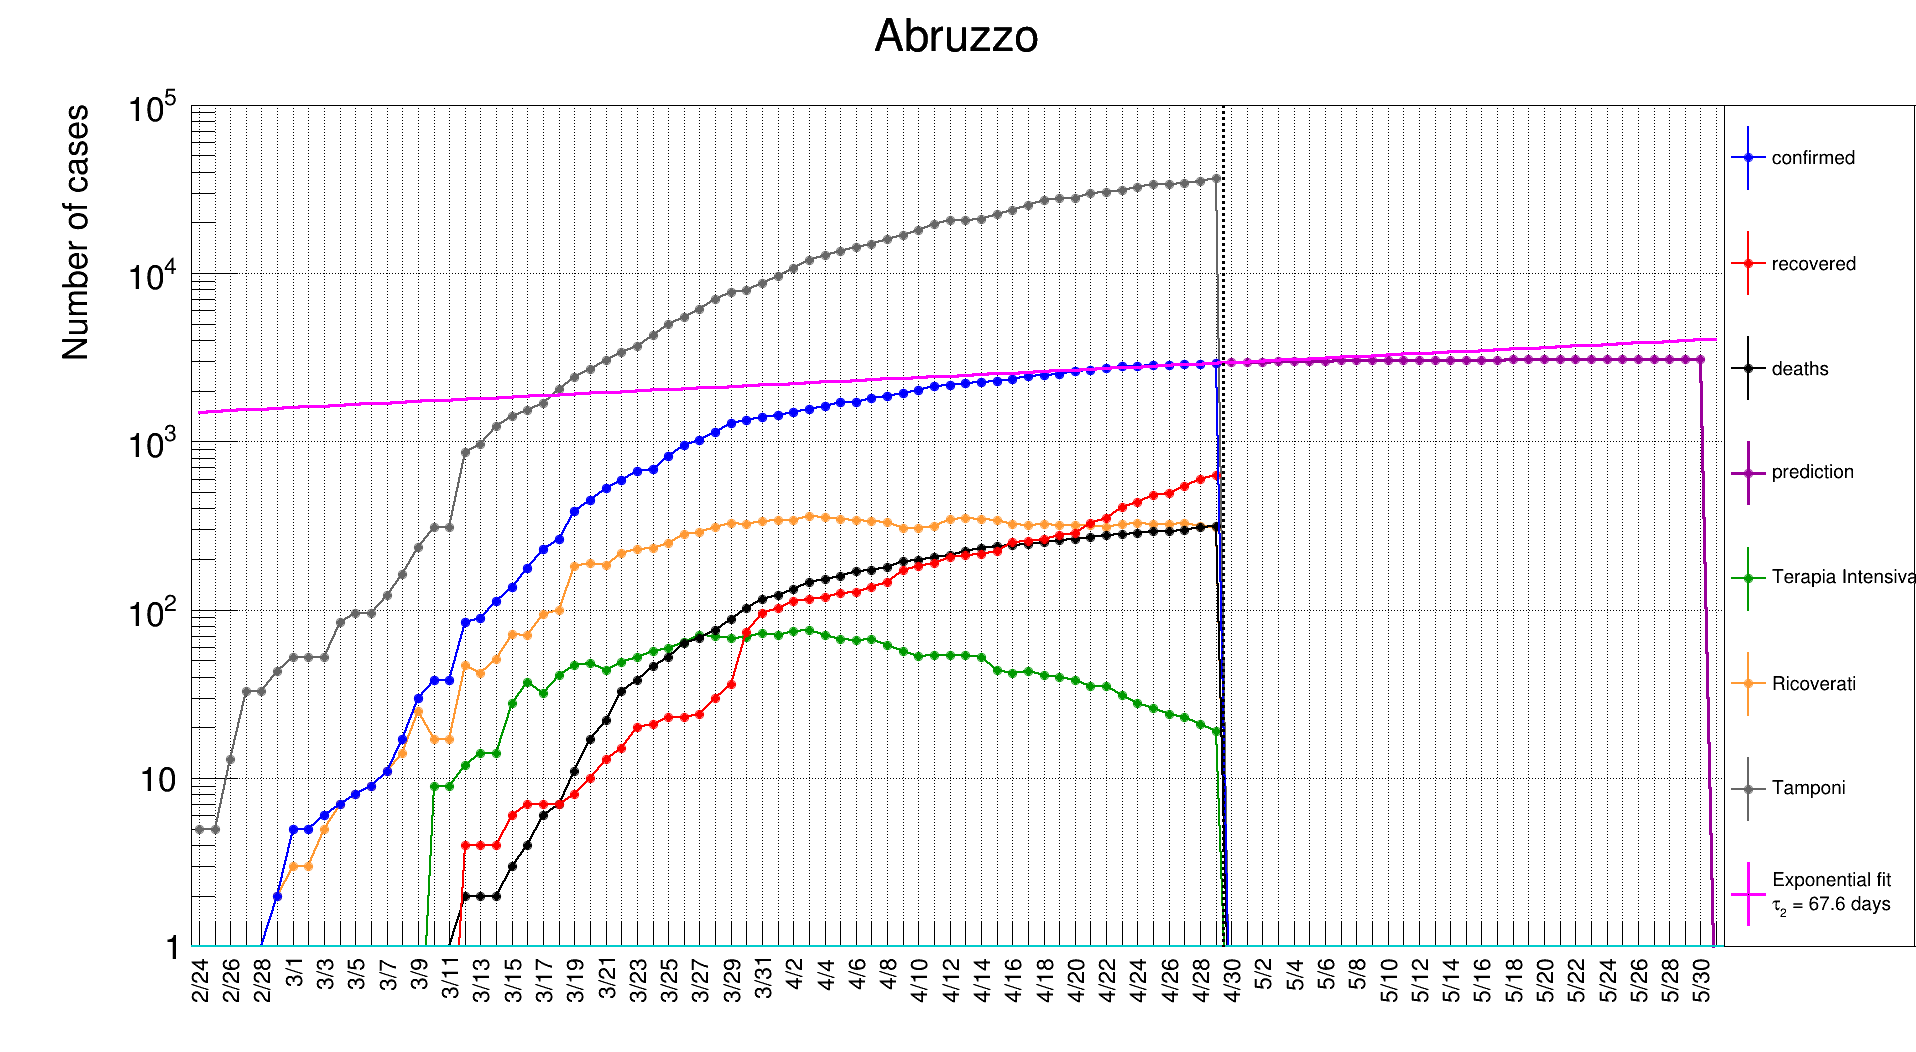 Abruzzo
Number of cases
10^5
10^4
10^3
10^2
10
1
2/24 2/26 2/28 3/1 3/3 3/5 3/7 3/9 3/11 3/13 3/15 3/17 3/19 3/21 3/23 3/25 3/27 3/29 3/31 4/2 4/4 4/6 4/8 4/10 4/12 4/14 4/16 4/18 4/20 4/22 4/24 4/26 4/28 4/30 5/2 5/4 5/6 5/8 5/10 5/12 5/14 5/16 5/18 5/20 5/22 5/24 5/26 5/28 5/30
confirmed
recovered
deaths
prediction
Terapia Intensiva
Ricoverati
Tamponi
Exponential fit
τ₂ = 67.6 days